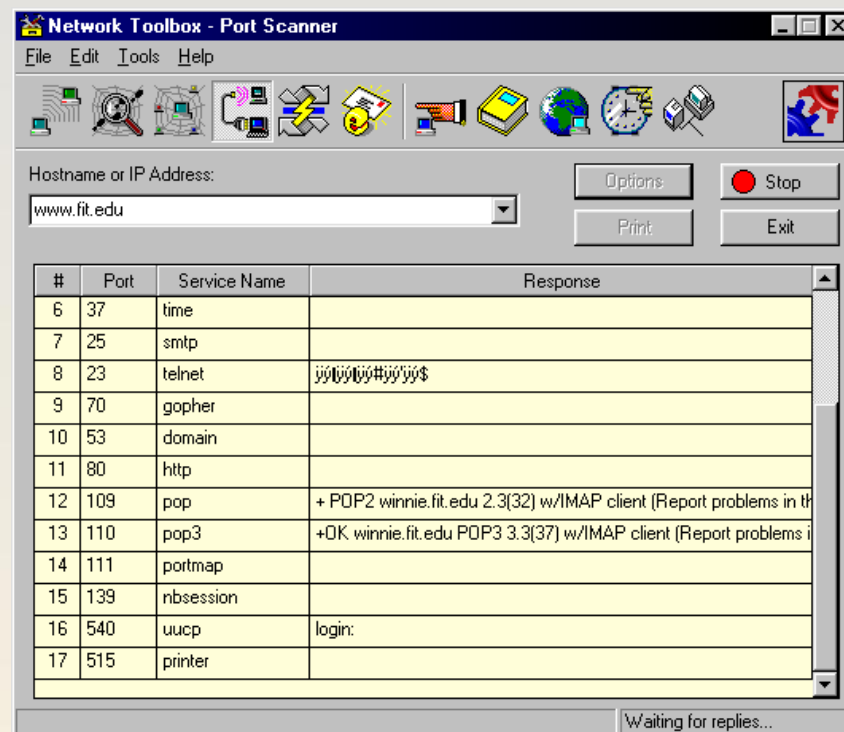 Network Toolbox - Port Scanner
File Edit Tools Help
Hostname or IP Address:
www.fit.edu
Options
Stop
Print
Exit
# Port Service Name Response
6 37 time
7 25 smtp
8 23 telnet
9 70 gopher
10 53 domain
11 80 http
12 109 pop + POP2 winnie.fit.edu 2.3(32) w/IMAP client (Report problems in th
13 110 pop3 +OK winnie.fit.edu POP3 3.3(37) w/IMAP client (Report problems i
14 111 portmap
15 139 nbsession
16 540 uucp login:
17 515 printer
Waiting for replies...